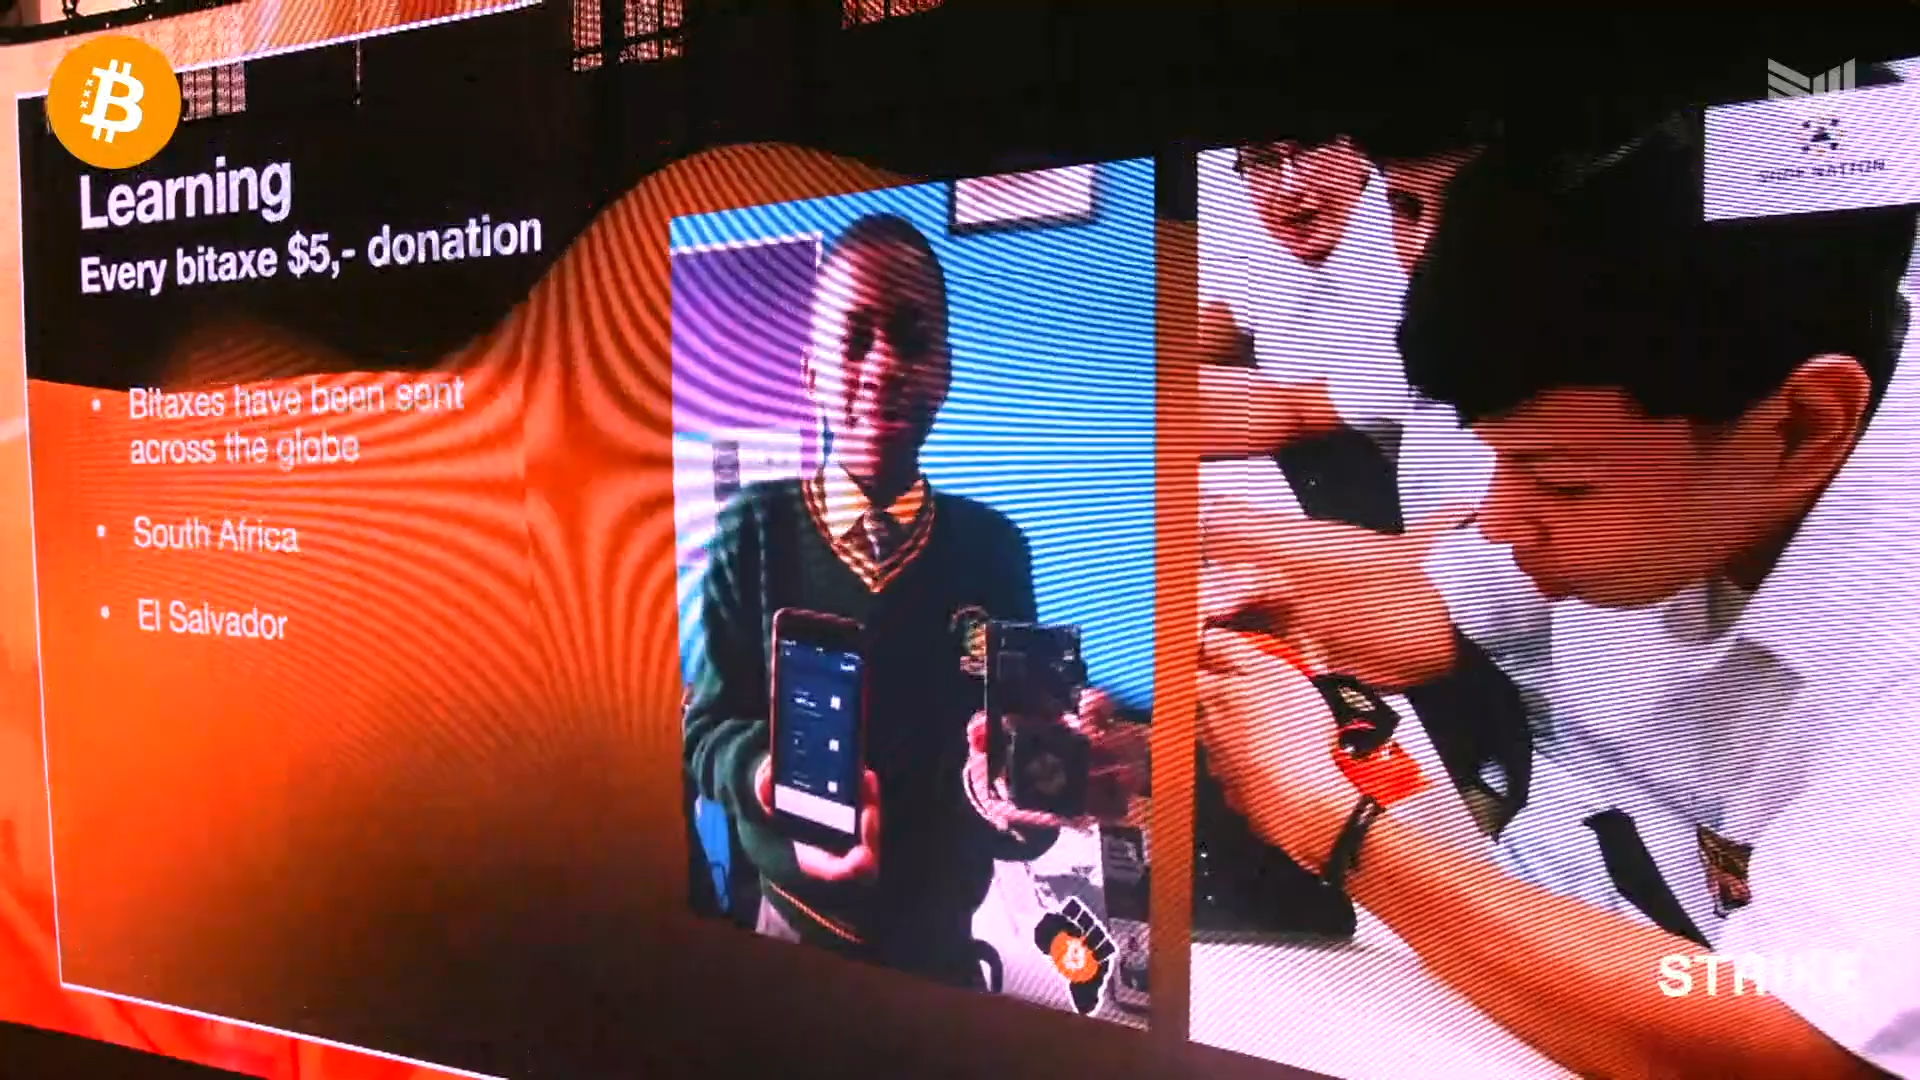 Learning
Every bitaxe $5,- donation
• Bitaxes have been sent
across the globe
• South Africa
• El Salvador
STRIKE